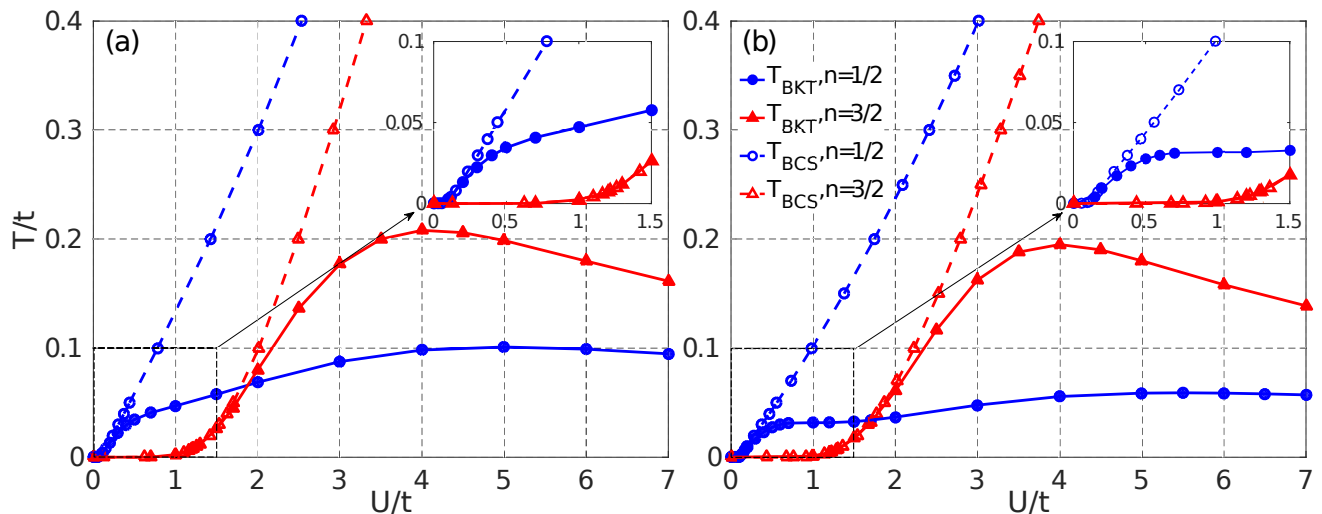 (a)
T/t
0.4
0.3
0.2
0.1
0
0 1 2 3 4 5 6 7
U/t
0.1
0.05
0
0 0.5 1 1.5
(b)
T_BKT,n=1/2
T_BKT,n=3/2
T_BCS,n=1/2
T_BCS,n=3/2
0.4
0.3
0.2
0.1
0
0 1 2 3 4 5 6 7
U/t
0.1
0.05
0
0 0.5 1 1.5